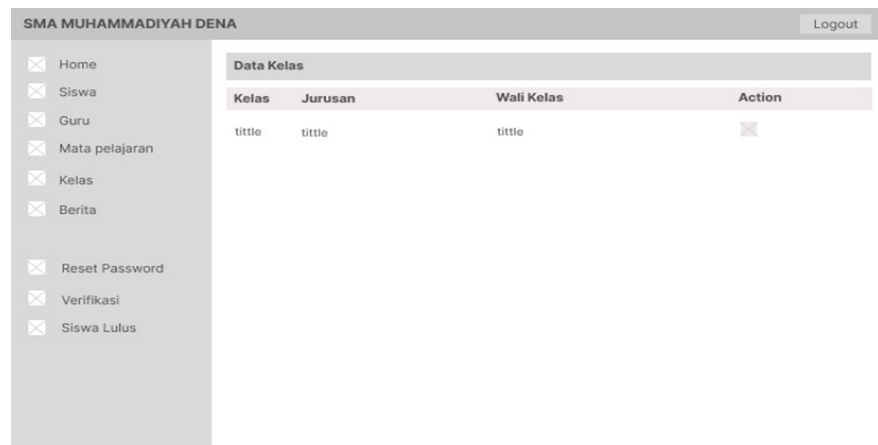 SMA MUHAMMADIYAH DENA
Logout
Home
Siswa
Guru
Mata pelajaran
Kelas
Berita
Reset Password
Verifikasi
Siswa Lulus
Data Kelas
Kelas Jurusan Wali Kelas Action
tittle tittle tittle